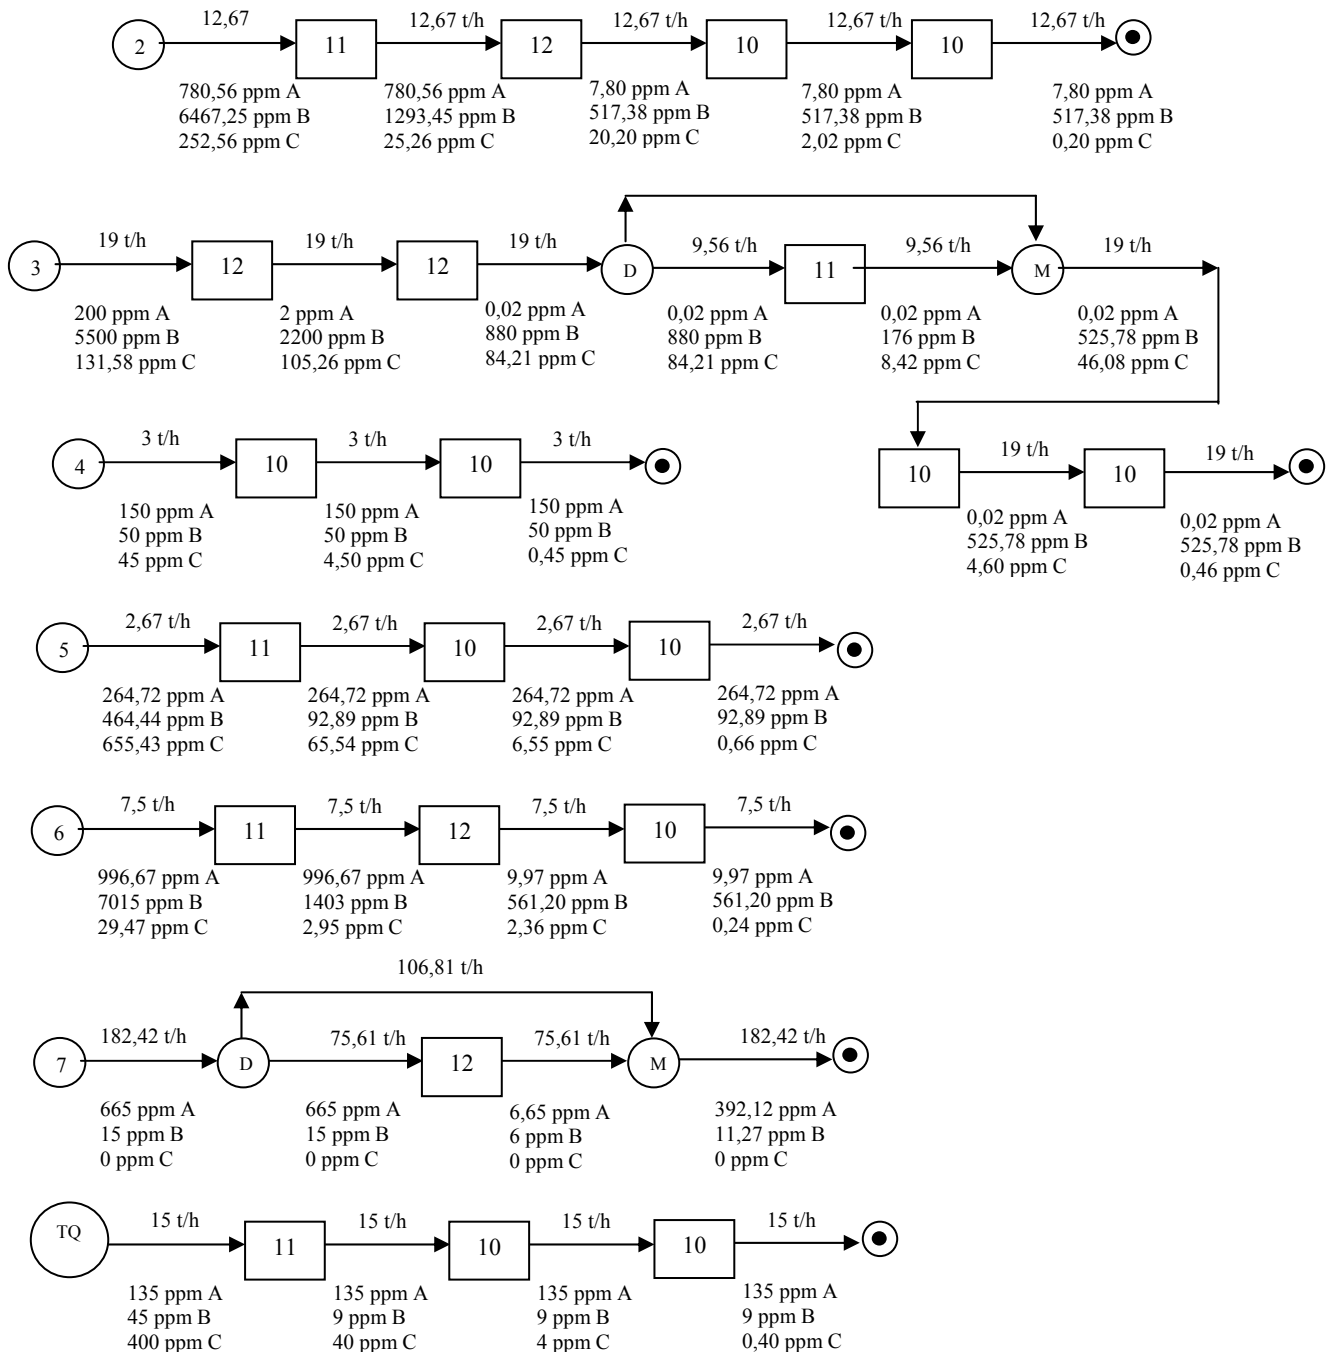 12,67 12,67 t/h 12,67 t/h 12,67 t/h 12,67 t/h
2 11 12 10 10
780,56 ppm A 780,56 ppm A 7,80 ppm A 7,80 ppm A 7,80 ppm A
6467,25 ppm B 1293,45 ppm B 517,38 ppm B 517,38 ppm B 517,38 ppm B
252,56 ppm C 25,26 ppm C 20,20 ppm C 2,02 ppm C 0,20 ppm C
19 t/h 19 t/h 19 t/h 9,56 t/h 9,56 t/h 19 t/h
3 12 12 D 11 M
200 ppm A 2 ppm A 0,02 ppm A 0,02 ppm A 0,02 ppm A 0,02 ppm A
5500 ppm B 2200 ppm B 880 ppm B 880 ppm B 176 ppm B 525,78 ppm B
131,58 ppm C 105,26 ppm C 84,21 ppm C 84,21 ppm C 8,42 ppm C 46,08 ppm C
3 t/h 3 t/h 3 t/h 19 t/h 19 t/h
4 10 10 10 10
150 ppm A 150 ppm A 150 ppm A 0,02 ppm A 0,02 ppm A
50 ppm B 50 ppm B 50 ppm B 525,78 ppm B 525,78 ppm B
45 ppm C 4,50 ppm C 0,45 ppm C 4,60 ppm C 0,46 ppm C
2,67 t/h 2,67 t/h 2,67 t/h 2,67 t/h
5 11 10 10
264,72 ppm A 264,72 ppm A 264,72 ppm A 264,72 ppm A
464,44 ppm B 92,89 ppm B 92,89 ppm B 92,89 ppm B
655,43 ppm C 65,54 ppm C 6,55 ppm C 0,66 ppm C
7,5 t/h 7,5 t/h 7,5 t/h 7,5 t/h
6 11 12 10
996,67 ppm A 996,67 ppm A 9,97 ppm A 9,97 ppm A
7015 ppm B 1403 ppm B 561,20 ppm B 561,20 ppm B
29,47 ppm C 2,95 ppm C 2,36 ppm C 0,24 ppm C
106,81 t/h
182,42 t/h 75,61 t/h 75,61 t/h 182,42 t/h
7 D 12 M
665 ppm A 665 ppm A 6,65 ppm A 392,12 ppm A
15 ppm B 15 ppm B 6 ppm B 11,27 ppm B
0 ppm C 0 ppm C 0 ppm C 0 ppm C
15 t/h 15 t/h 15 t/h 15 t/h
TQ 11 10 10
135 ppm A 135 ppm A 135 ppm A 135 ppm A
45 ppm B 9 ppm B 9 ppm B 9 ppm B
400 ppm C 40 ppm C 4 ppm C 0,40 ppm C